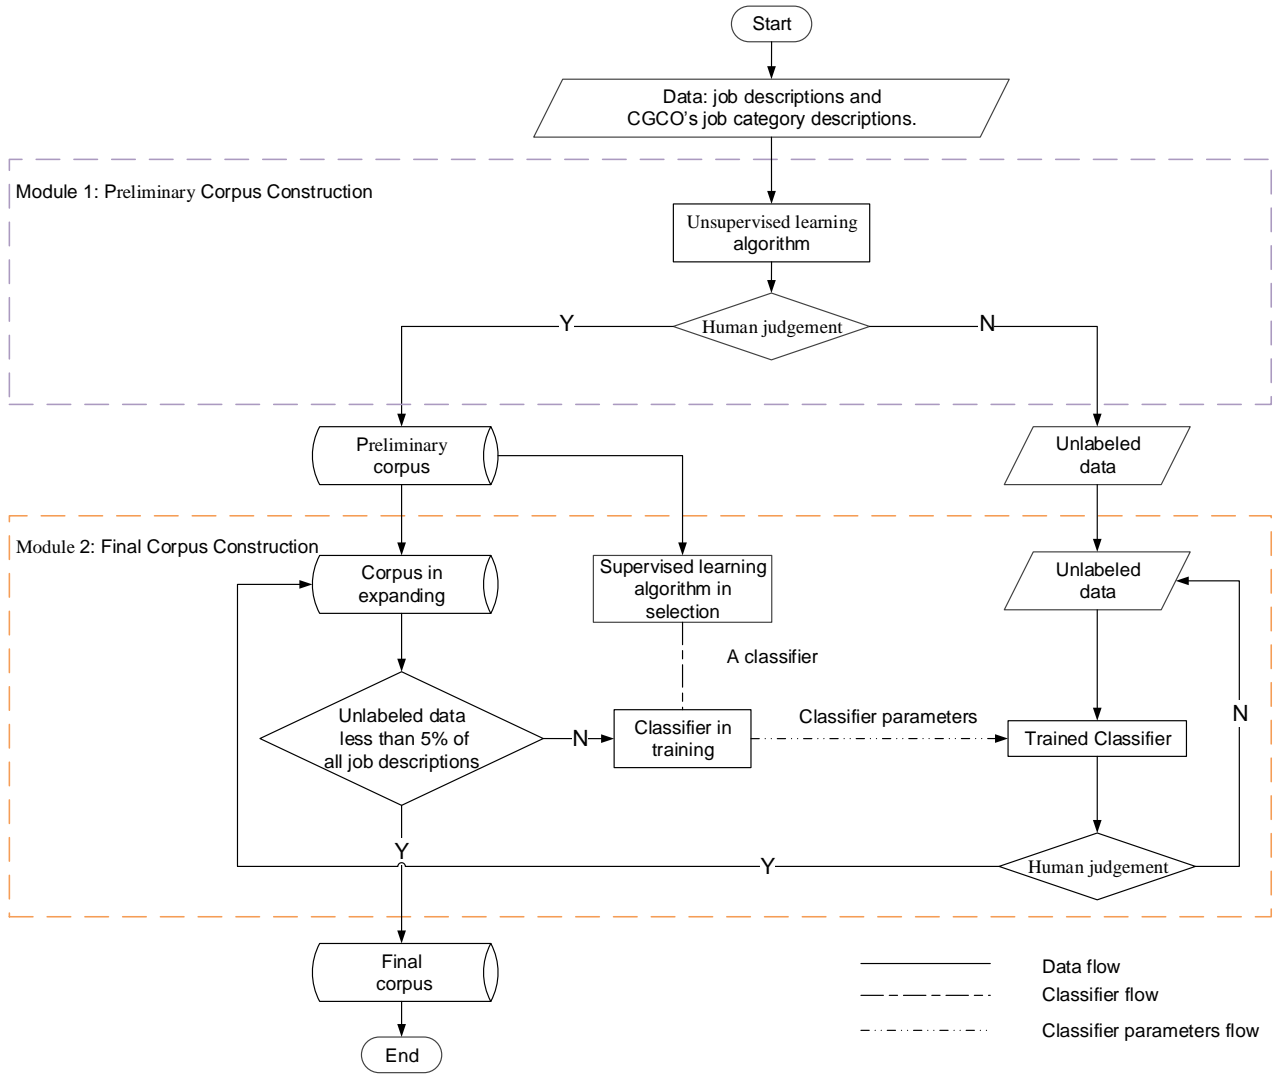 Start
Data: job descriptions and
CGCO's job category descriptions.
Module 1: Preliminary Corpus Construction
Unsupervised learning
algorithm
Human judgement
Y
N
Preliminary
corpus
Unlabeled
data
Module 2: Final Corpus Construction
Corpus in
expanding
Supervised learning
algorithm in
selection
Unlabeled
data
A classifier
Unlabeled data
less than 5% of
all job descriptions
N
Classifier in
training
Classifier parameters
Trained Classifier
N
Y
Y
Human judgement
Final
corpus
End
Data flow
Classifier flow
Classifier parameters flow